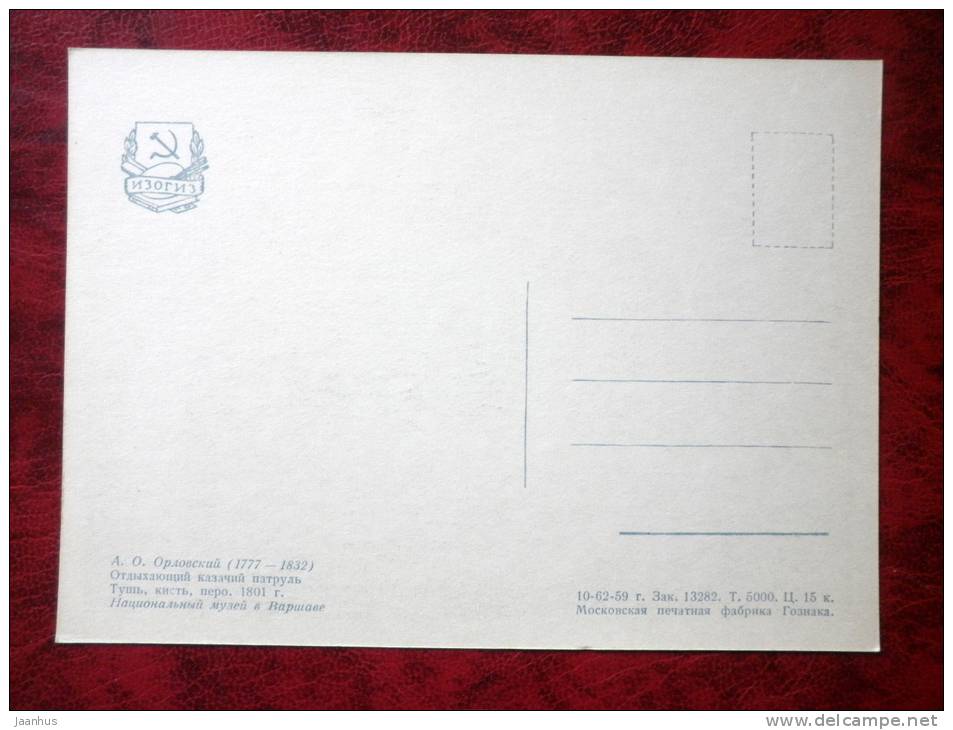 ИЗОГИЗ
А. О. Орловский (1777 — 1832)
Отдыхающий казачий патруль
Тушь, кисть, перо. 1801 г.
Национальный музей в Варшаве
10-62-59 г. Зак. 13282. Т. 5000. Ц. 15 к.
Московская печатная фабрика Гознака.
jaanhus
www.delcampe.net